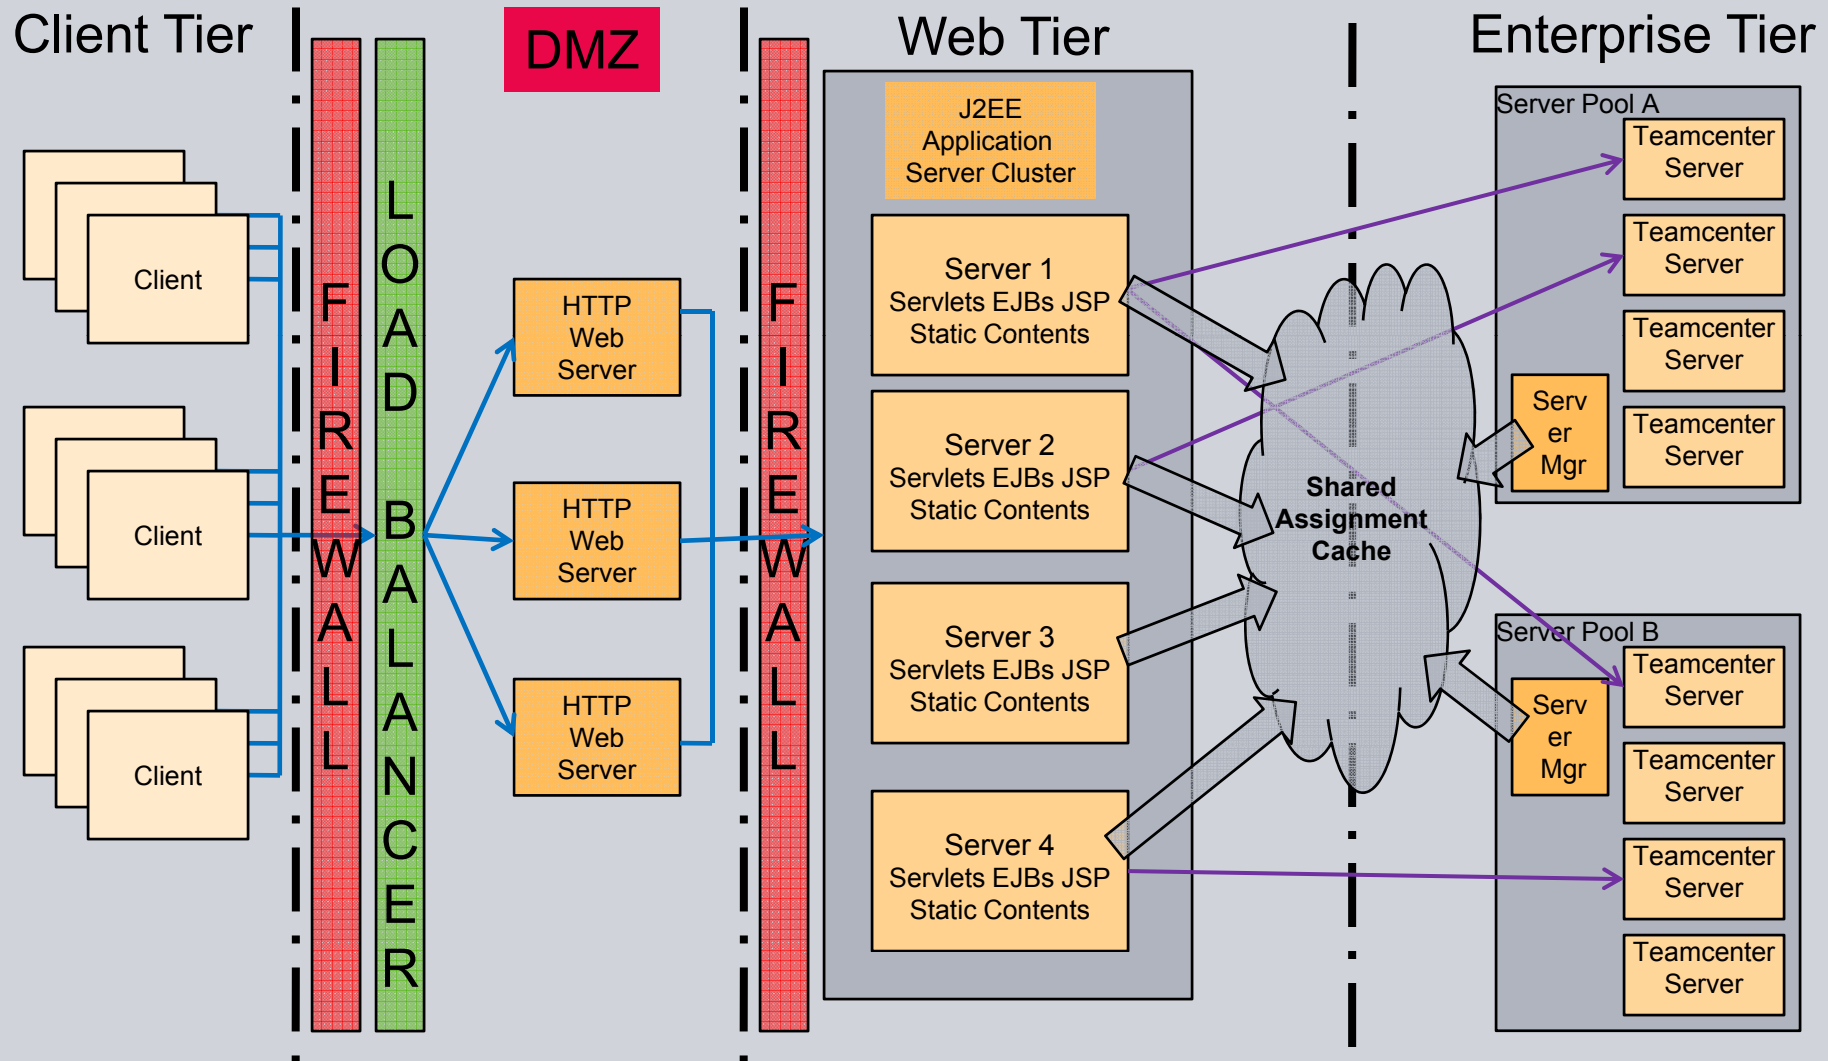 Client Tier
DMZ
Web Tier
Enterprise Tier
Client
Client
Client
FIREWALL
LOAD BALANCER
HTTP
Web
Server
HTTP
Web
Server
HTTP
Web
Server
FIREWALL
J2EE
Application
Server Cluster
Server 1
Servlets EJBs JSP
Static Contents
Server 2
Servlets EJBs JSP
Static Contents
Server 3
Servlets EJBs JSP
Static Contents
Server 4
Servlets EJBs JSP
Static Contents
Shared
Assignment
Cache
Server Pool A
Teamcenter
Server
Teamcenter
Server
Teamcenter
Server
Teamcenter
Server
Serv
er
Mgr
Server Pool B
Teamcenter
Server
Teamcenter
Server
Teamcenter
Server
Teamcenter
Server
Serv
er
Mgr